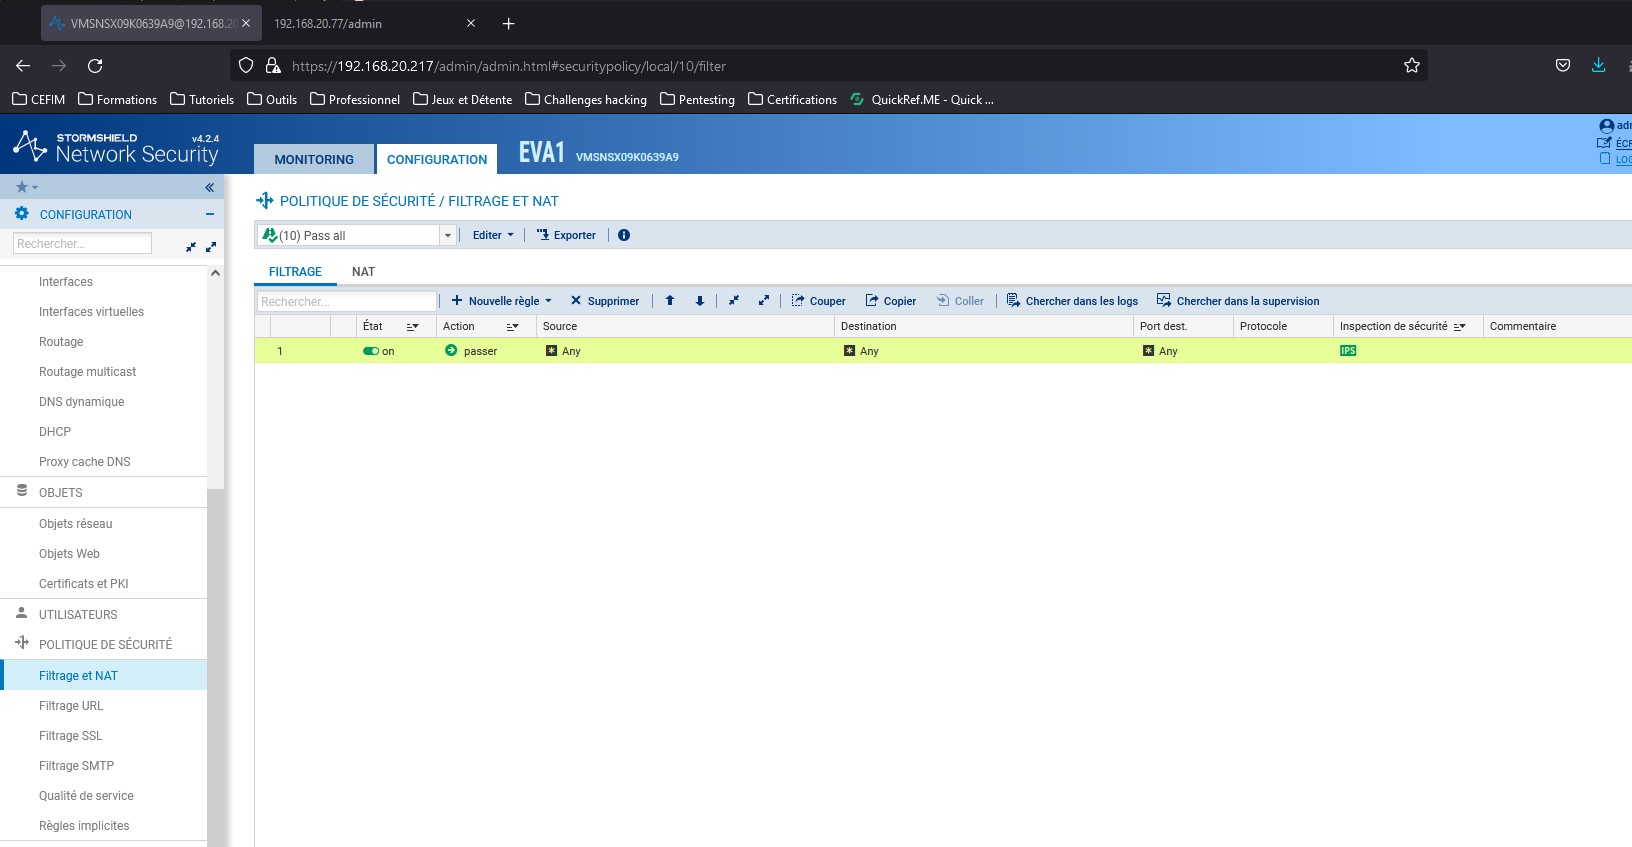 VMSNSX09K0639A9@192.168.20
192.168.20.77/admin
https://192.168.20.217/admin/admin.html#securitypolicy/local/10/filter
CEFIM Formations Tutoriels Outils Professionnel Jeux et Détente Challenges hacking Pentesting Certifications QuickRef.ME - Quick ...
STORMSHIELD v4.2.4
Network Security
MONITORING CONFIGURATION EVA1 VMSNSX09K0639A9
CONFIGURATION
Rechercher...
Interfaces
Interfaces virtuelles
Routage
Routage multicast
DNS dynamique
DHCP
Proxy cache DNS
OBJETS
Objets réseau
Objets Web
Certificats et PKI
UTILISATEURS
POLITIQUE DE SÉCURITÉ
Filtrage et NAT
Filtrage URL
Filtrage SSL
Filtrage SMTP
Qualité de service
Règles implicites
POLITIQUE DE SÉCURITÉ / FILTRAGE ET NAT
(10) Pass all Editer Exporter
FILTRAGE NAT
Rechercher... Nouvelle règle Supprimer Couper Copier Coller Chercher dans les logs Chercher dans la supervision
État Action Source Destination Port dest. Protocole Inspection de sécurité Commentaire
1 on passer Any Any Any IPS